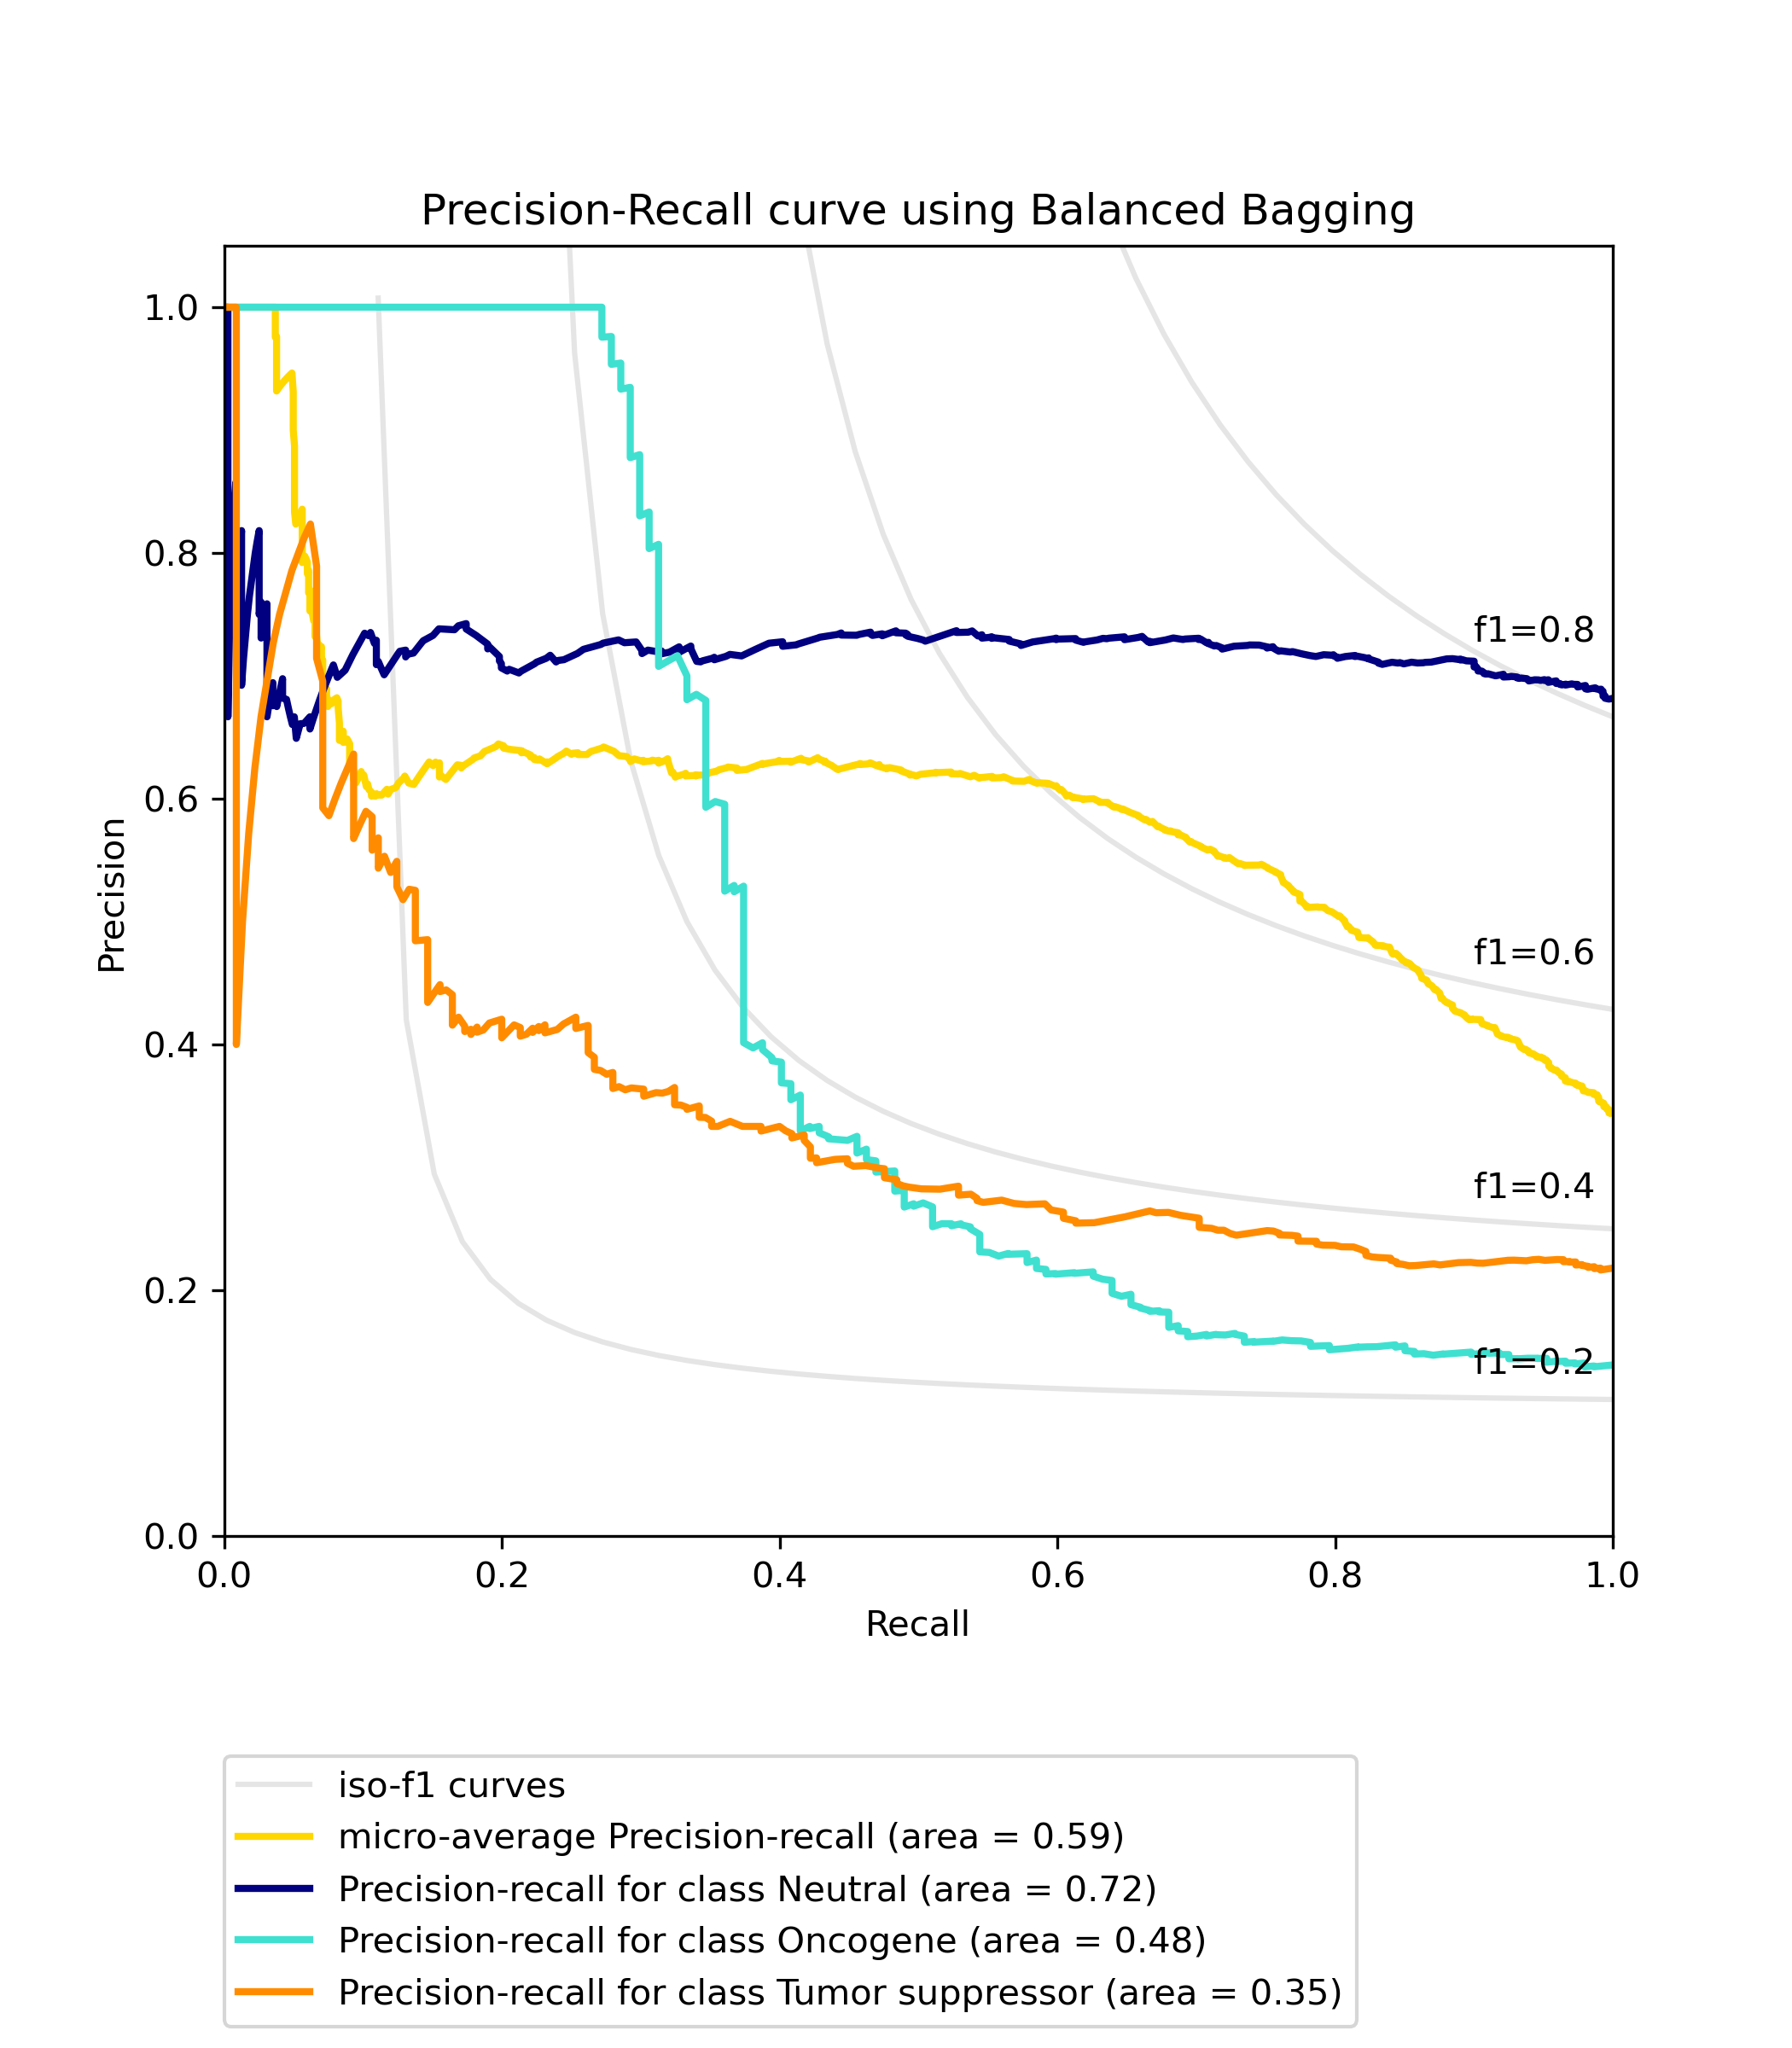 Precision-Recall curve using Balanced Bagging
1.0
0.8
0.6
0.4
0.2
0.0
Precision
f1=0.8
f1=0.6
f1=0.4
f1=0.2
0.0 0.2 0.4 0.6 0.8 1.0
Recall
iso-f1 curves
micro-average Precision-recall (area = 0.59)
Precision-recall for class Neutral (area = 0.72)
Precision-recall for class Oncogene (area = 0.48)
Precision-recall for class Tumor suppressor (area = 0.35)